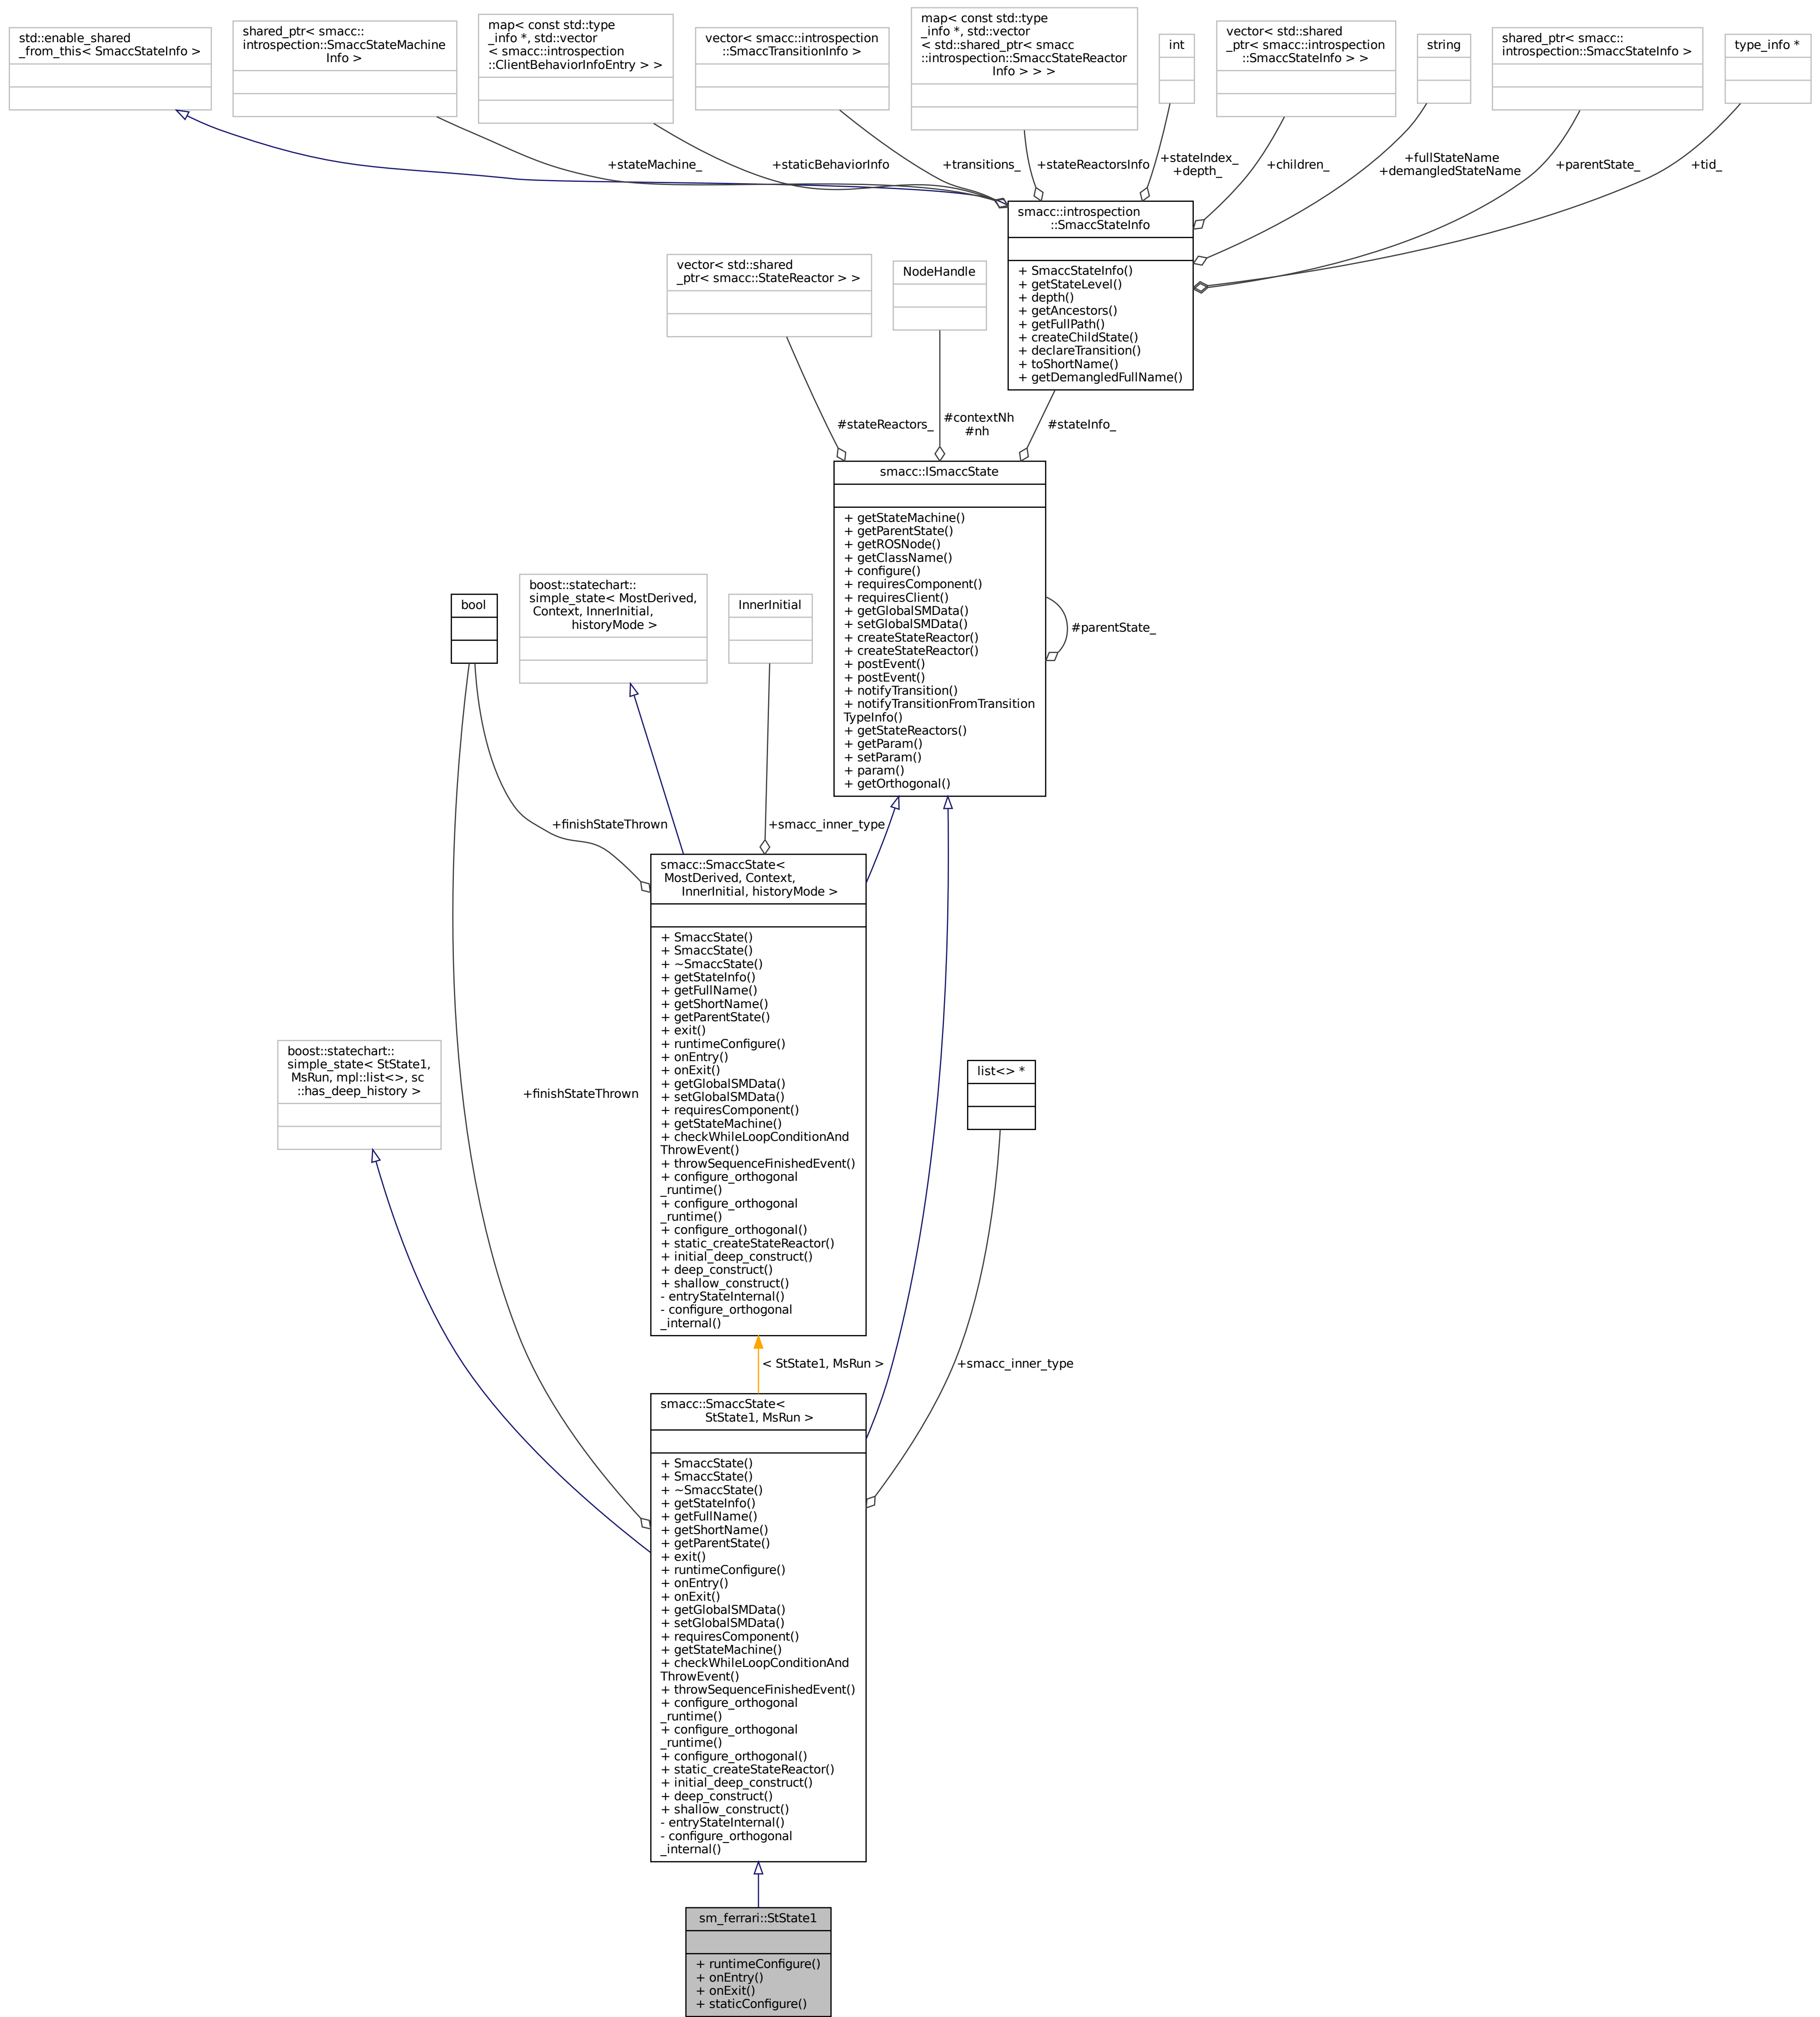 std::enable_shared
_from_this< SmaccStateInfo >
shared_ptr< smacc::
introspection::SmaccStateMachine
Info >
map< const std::type
_info *, std::vector
< smacc::introspection
::ClientBehaviorInfoEntry > >
vector< smacc::introspection
::SmaccTransitionInfo >
map< const std::type
_info *, std::vector
< std::shared_ptr< smacc
::introspection::SmaccStateReactor
Info > > >
int
vector< std::shared
_ptr< smacc::introspection
::SmaccStateInfo > >
string
shared_ptr< smacc::
introspection::SmaccStateInfo >
type_info *
+stateMachine_
+staticBehaviorInfo
+transitions_
+stateReactorsInfo
+stateIndex_
+depth_
+children_
+fullStateName
+demangledStateName
+parentState_
+tid_
smacc::introspection
::SmaccStateInfo
+ SmaccStateInfo()
+ getStateLevel()
+ depth()
+ getAncestors()
+ getFullPath()
+ createChildState()
+ declareTransition()
+ toShortName()
+ getDemangledFullName()
vector< std::shared
_ptr< smacc::StateReactor > >
NodeHandle
#stateReactors_
#contextNh
#nh
#stateInfo_
smacc::ISmaccState
+ getStateMachine()
+ getParentState()
+ getROSNode()
+ getClassName()
+ configure()
+ requiresComponent()
+ requiresClient()
+ getGlobalSMData()
+ setGlobalSMData()
+ createStateReactor()
+ createStateReactor()
+ postEvent()
+ postEvent()
+ notifyTransition()
+ notifyTransitionFromTransition
TypeInfo()
+ getStateReactors()
+ getParam()
+ setParam()
+ param()
+ getOrthogonal()
#parentState_
bool
boost::statechart::
simple_state< MostDerived,
Context, InnerInitial,
historyMode >
InnerInitial
+finishStateThrown
+smacc_inner_type
smacc::SmaccState<
MostDerived, Context,
InnerInitial, historyMode >
+ SmaccState()
+ SmaccState()
+ ~SmaccState()
+ getStateInfo()
+ getFullName()
+ getShortName()
+ getParentState()
+ exit()
+ runtimeConfigure()
+ onEntry()
+ onExit()
+ getGlobalSMData()
+ setGlobalSMData()
+ requiresComponent()
+ getStateMachine()
+ checkWhileLoopConditionAnd
ThrowEvent()
+ throwSequenceFinishedEvent()
+ configure_orthogonal
_runtime()
+ configure_orthogonal
_runtime()
+ configure_orthogonal()
+ static_createStateReactor()
+ initial_deep_construct()
+ deep_construct()
+ shallow_construct()
- entryStateInternal()
- configure_orthogonal
_internal()
boost::statechart::
simple_state< StState1,
MsRun, mpl::list<>, sc
::has_deep_history >
+finishStateThrown
list<> *
< StState1, MsRun >
+smacc_inner_type
smacc::SmaccState<
StState1, MsRun >
+ SmaccState()
+ SmaccState()
+ ~SmaccState()
+ getStateInfo()
+ getFullName()
+ getShortName()
+ getParentState()
+ exit()
+ runtimeConfigure()
+ onEntry()
+ onExit()
+ getGlobalSMData()
+ setGlobalSMData()
+ requiresComponent()
+ getStateMachine()
+ checkWhileLoopConditionAnd
ThrowEvent()
+ throwSequenceFinishedEvent()
+ configure_orthogonal
_runtime()
+ configure_orthogonal
_runtime()
+ configure_orthogonal()
+ static_createStateReactor()
+ initial_deep_construct()
+ deep_construct()
+ shallow_construct()
- entryStateInternal()
- configure_orthogonal
_internal()
sm_ferrari::StState1
+ runtimeConfigure()
+ onEntry()
+ onExit()
+ staticConfigure()